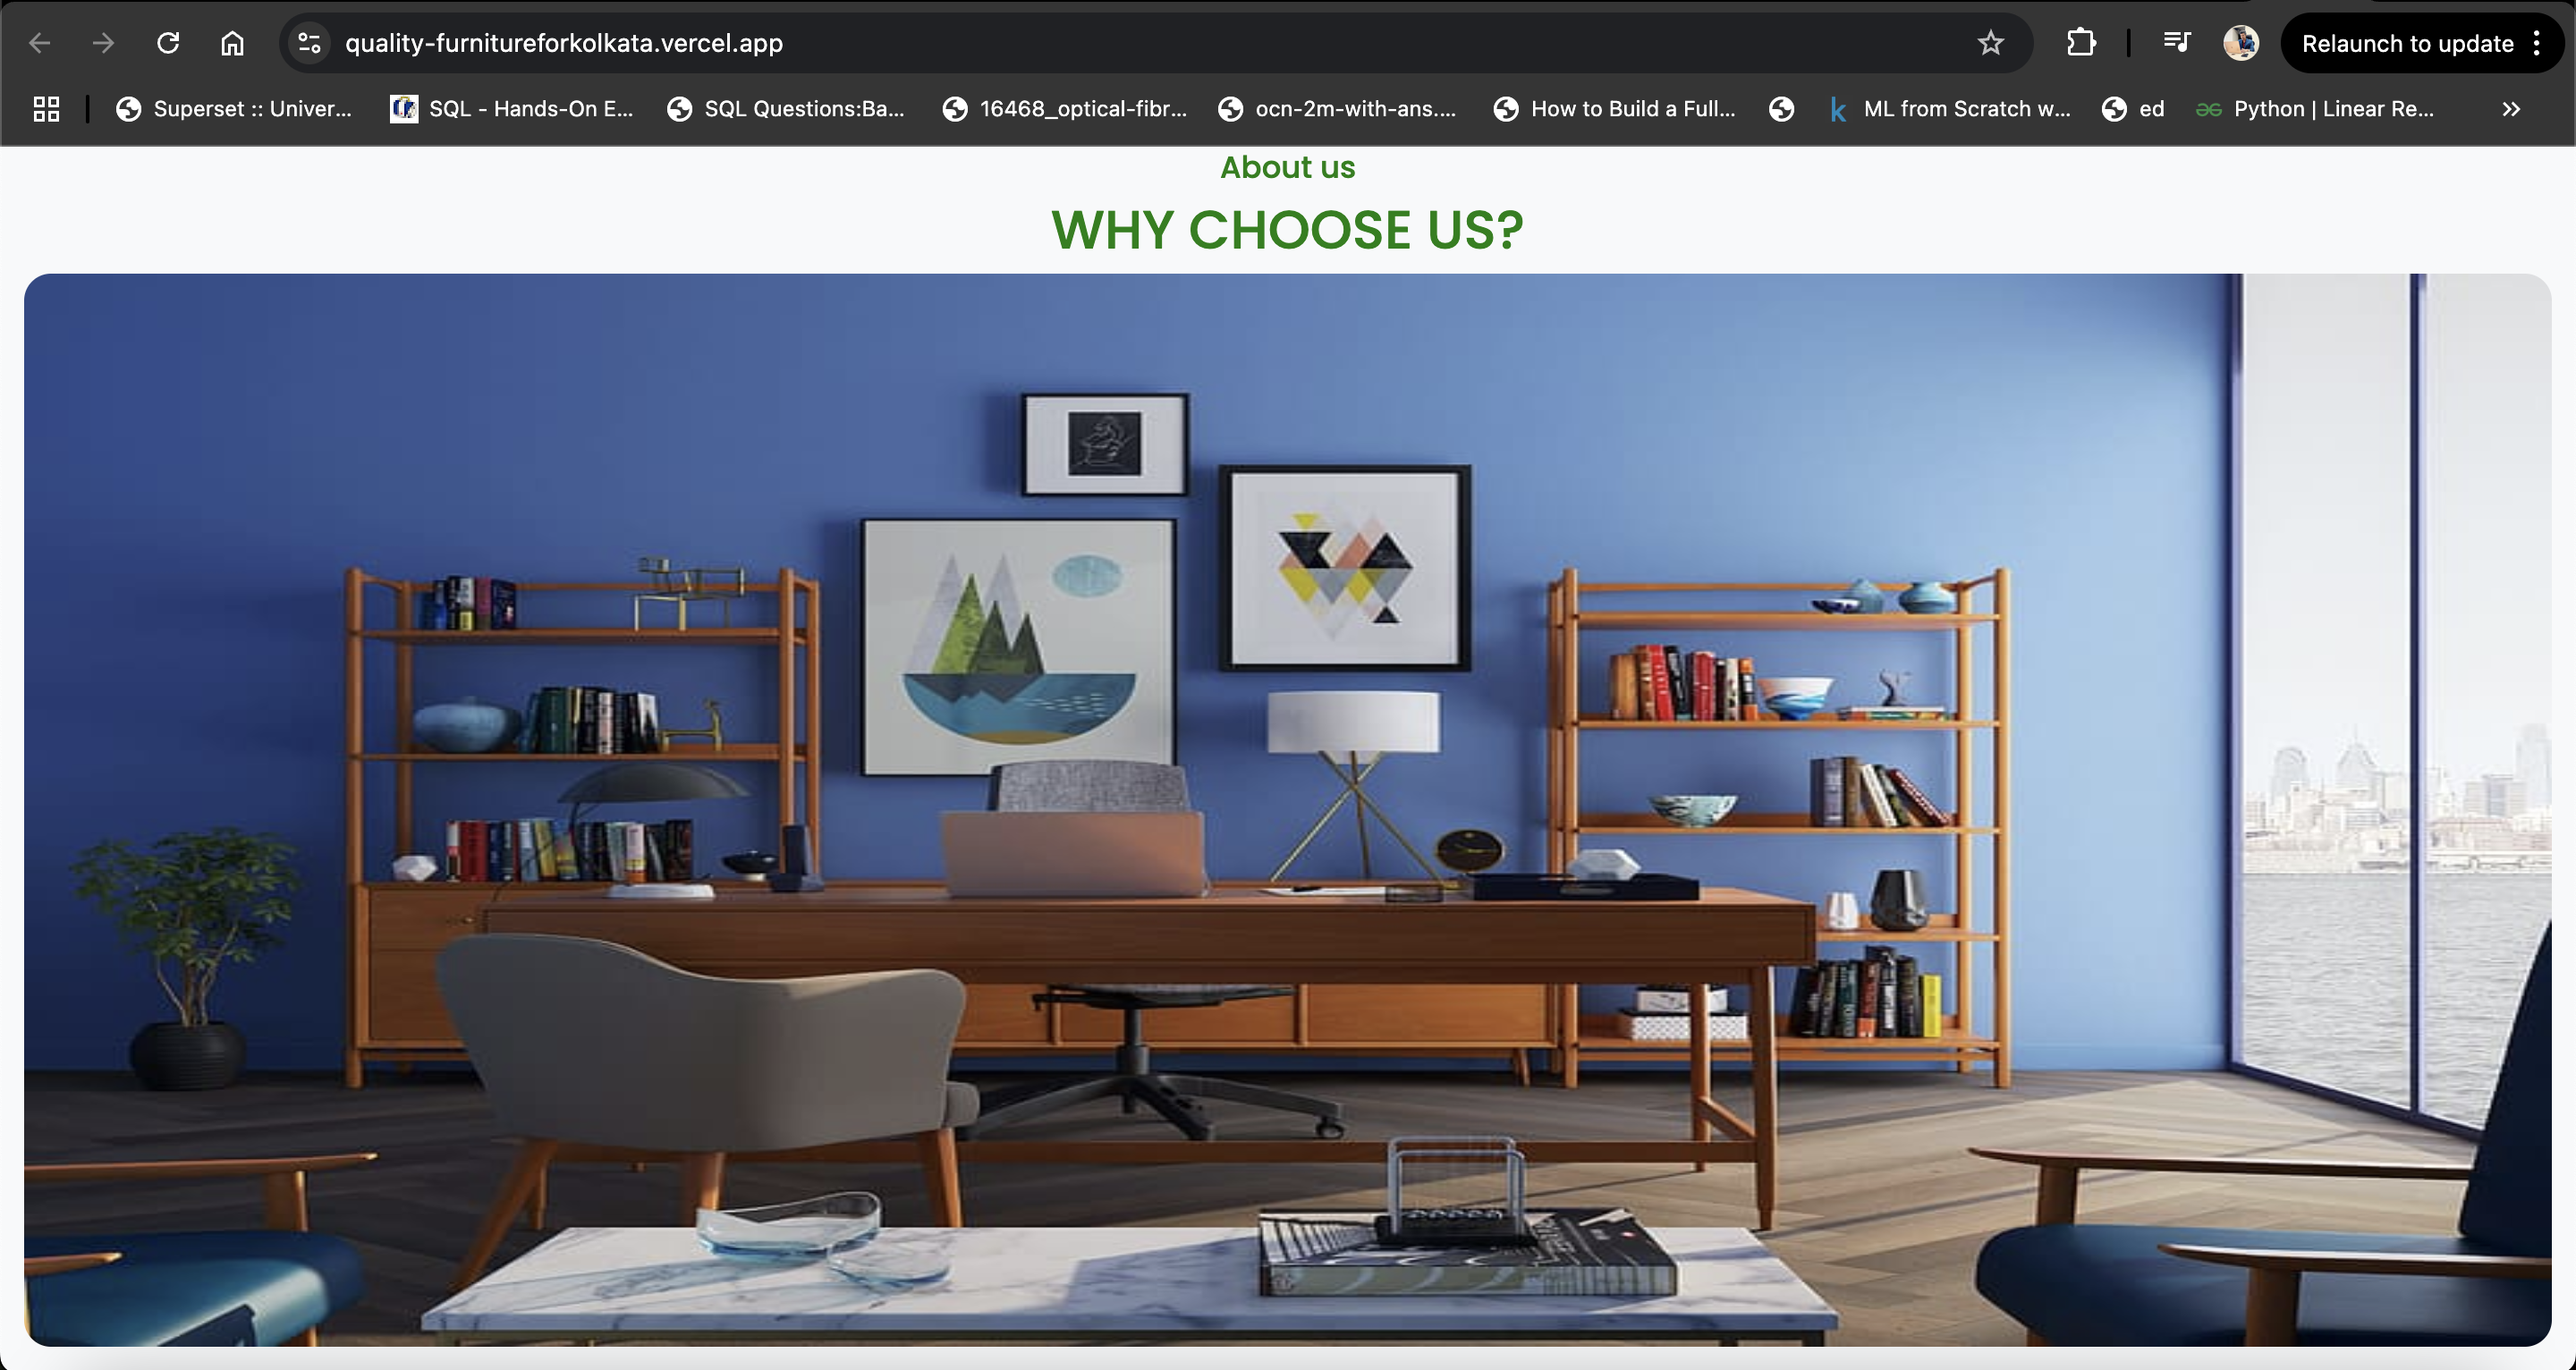 quality-furnitureforkolkata.vercel.app
Relaunch to update
Superset :: Univer...
SQL - Hands-On E...
SQL Questions:Ba...
16468_optical-fibr...
ocn-2m-with-ans....
How to Build a Full...
ML from Scratch w...
ed
Python | Linear Re...
About us
WHY CHOOSE US?